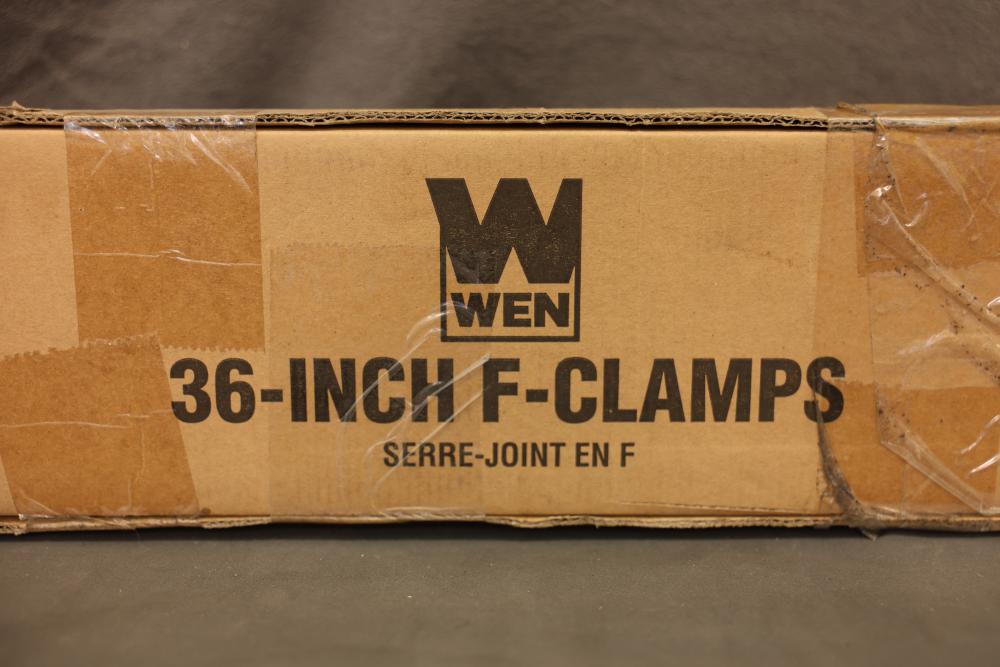 WEN
36-INCH F-CLAMPS
SERRE-JOINT EN F